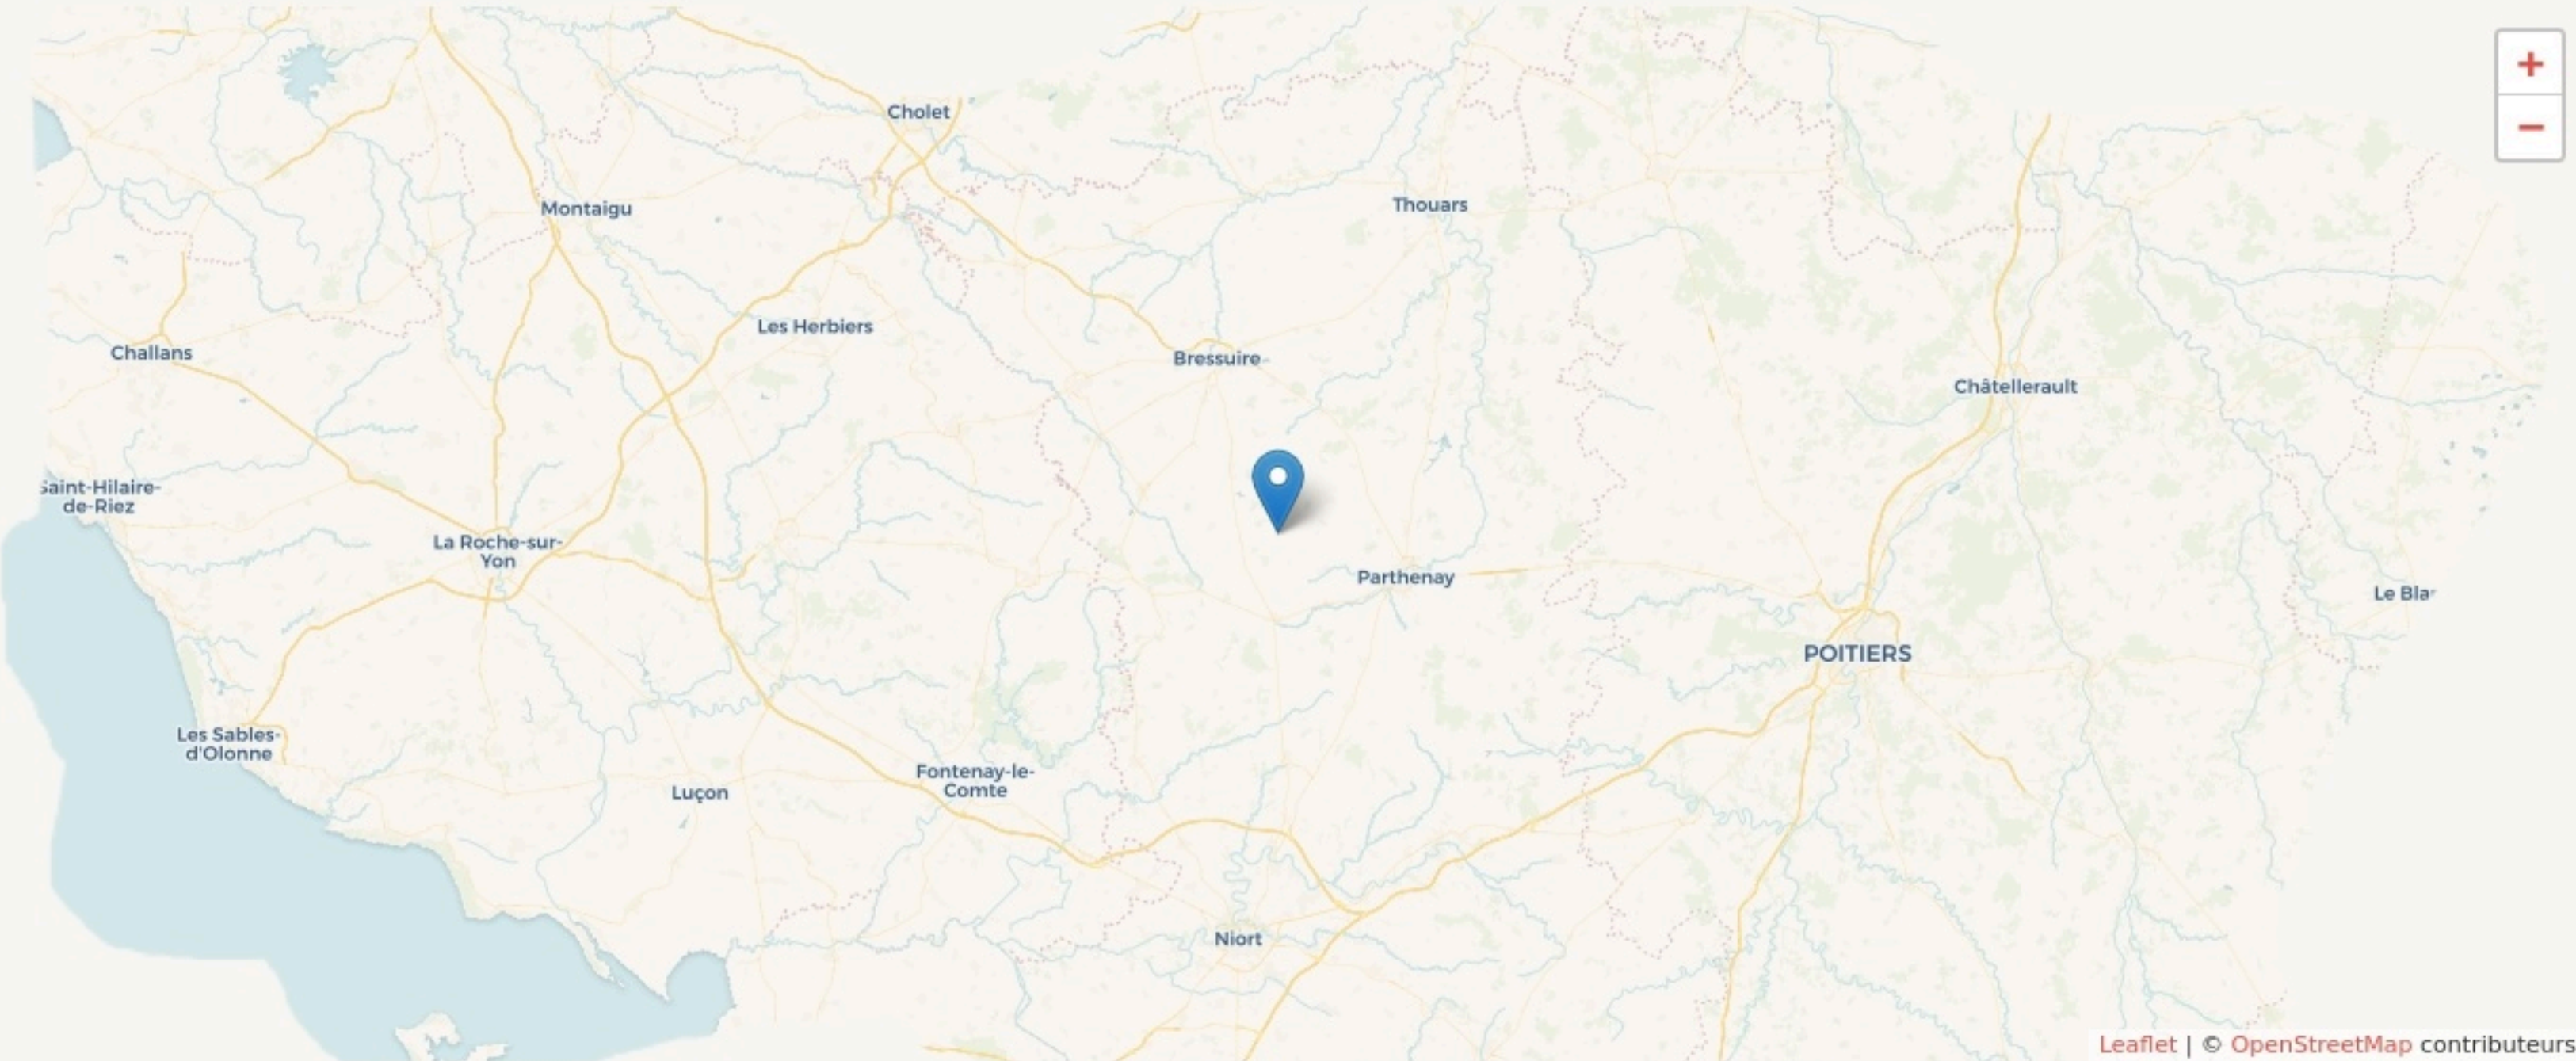 +
−
Cholet
Montaigu
Thouars
Les Herbiers
Challans
Bressuire
Châtellerault
Saint-Hilaire-
de-Riez
La Roche-sur-
Yon
Parthenay
Le Bla
POITIERS
Les Sables-
d'Olonne
Luçon
Fontenay-le-
Comte
Niort
Leaflet | © OpenStreetMap contributeurs